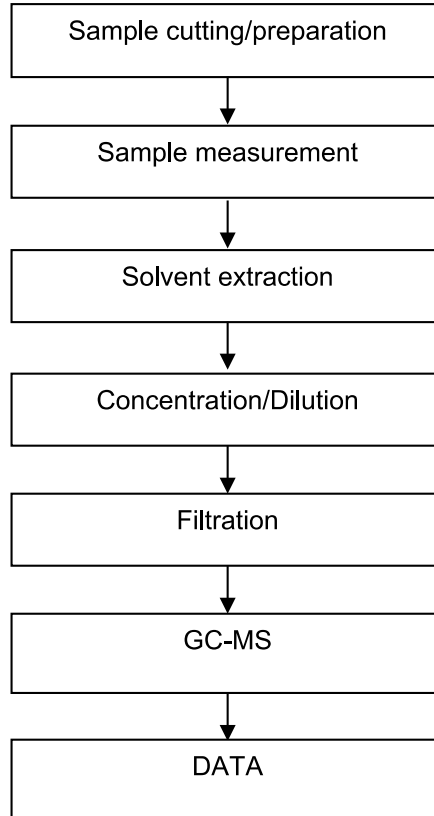 Sample cutting/preparation
Sample measurement
Solvent extraction
Concentration/Dilution
Filtration
GC-MS
DATA